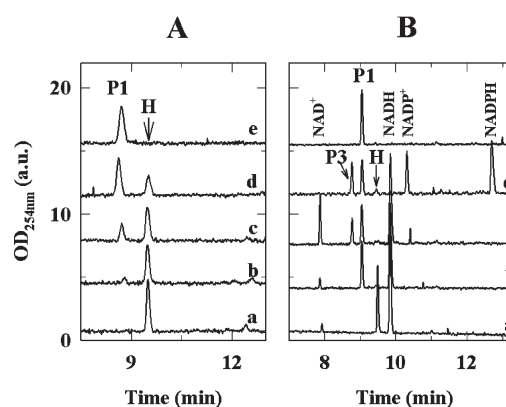 A B
P1 H
NAD+ P1 NADH NADP+ NADPH
P3 H
20
10
0
OD254nm (a.u.)
e
d
c
b
a
9 12
8 10 12
Time (min) Time (min)